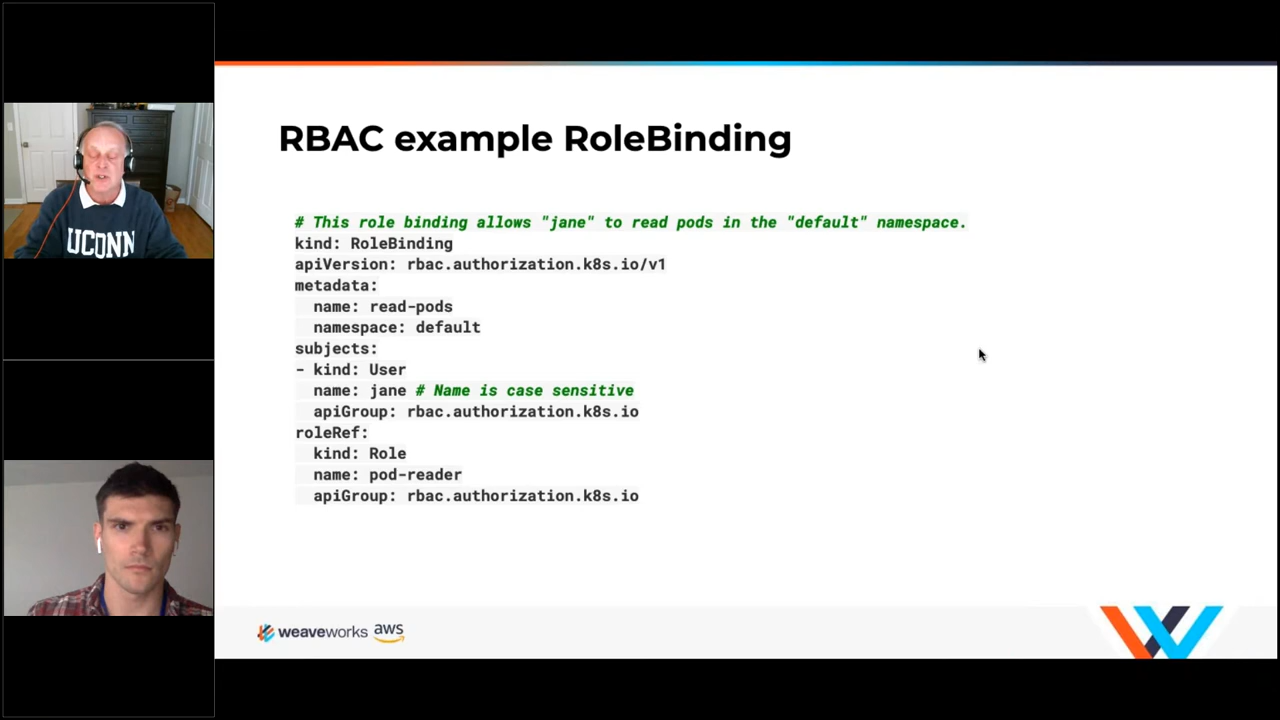 UCONN
RBAC example RoleBinding
# This role binding allows "jane" to read pods in the "default" namespace.
kind: RoleBinding
apiVersion: rbac.authorization.k8s.io/v1
metadata:
  name: read-pods
  namespace: default
subjects:
- kind: User
  name: jane # Name is case sensitive
  apiGroup: rbac.authorization.k8s.io
roleRef:
  kind: Role
  name: pod-reader
  apiGroup: rbac.authorization.k8s.io
weaveworks aws